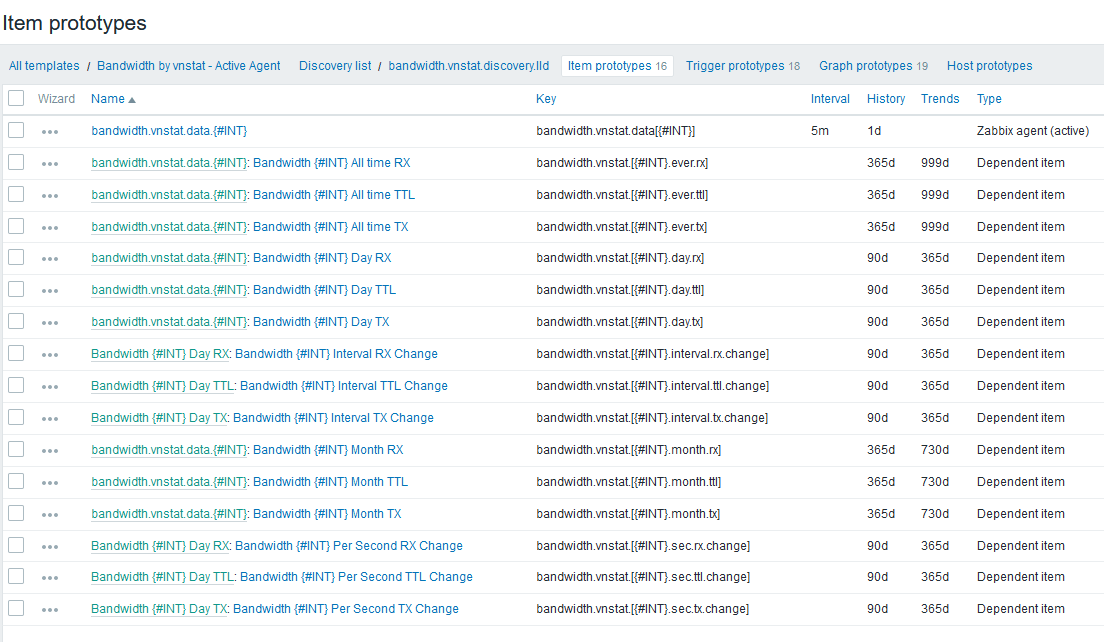 Item prototypes
All templates / Bandwidth by vnstat - Active Agent Discovery list / bandwidth.vnstat.discovery.lld Item prototypes 16 Trigger prototypes 18 Graph prototypes 19 Host prototypes
Wizard Name ▲ Key Interval History Trends Type
••• bandwidth.vnstat.data.{#INT} bandwidth.vnstat.data[{#INT}] 5m 1d Zabbix agent (active)
••• bandwidth.vnstat.data.{#INT}: Bandwidth {#INT} All time RX bandwidth.vnstat.[{#INT}.ever.rx] 365d 999d Dependent item
••• bandwidth.vnstat.data.{#INT}: Bandwidth {#INT} All time TTL bandwidth.vnstat.[{#INT}.ever.ttl] 365d 999d Dependent item
••• bandwidth.vnstat.data.{#INT}: Bandwidth {#INT} All time TX bandwidth.vnstat.[{#INT}.ever.tx] 365d 999d Dependent item
••• bandwidth.vnstat.data.{#INT}: Bandwidth {#INT} Day RX bandwidth.vnstat.[{#INT}.day.rx] 90d 365d Dependent item
••• bandwidth.vnstat.data.{#INT}: Bandwidth {#INT} Day TTL bandwidth.vnstat.[{#INT}.day.ttl] 90d 365d Dependent item
••• bandwidth.vnstat.data.{#INT}: Bandwidth {#INT} Day TX bandwidth.vnstat.[{#INT}.day.tx] 90d 365d Dependent item
••• Bandwidth {#INT} Day RX: Bandwidth {#INT} Interval RX Change bandwidth.vnstat.[{#INT}.interval.rx.change] 90d 365d Dependent item
••• Bandwidth {#INT} Day TTL: Bandwidth {#INT} Interval TTL Change bandwidth.vnstat.[{#INT}.interval.ttl.change] 90d 365d Dependent item
••• Bandwidth {#INT} Day TX: Bandwidth {#INT} Interval TX Change bandwidth.vnstat.[{#INT}.interval.tx.change] 90d 365d Dependent item
••• bandwidth.vnstat.data.{#INT}: Bandwidth {#INT} Month RX bandwidth.vnstat.[{#INT}.month.rx] 365d 730d Dependent item
••• bandwidth.vnstat.data.{#INT}: Bandwidth {#INT} Month TTL bandwidth.vnstat.[{#INT}.month.ttl] 365d 730d Dependent item
••• bandwidth.vnstat.data.{#INT}: Bandwidth {#INT} Month TX bandwidth.vnstat.[{#INT}.month.tx] 365d 730d Dependent item
••• Bandwidth {#INT} Day RX: Bandwidth {#INT} Per Second RX Change bandwidth.vnstat.[{#INT}.sec.rx.change] 90d 365d Dependent item
••• Bandwidth {#INT} Day TTL: Bandwidth {#INT} Per Second TTL Change bandwidth.vnstat.[{#INT}.sec.ttl.change] 90d 365d Dependent item
••• Bandwidth {#INT} Day TX: Bandwidth {#INT} Per Second TX Change bandwidth.vnstat.[{#INT}.sec.tx.change] 90d 365d Dependent item